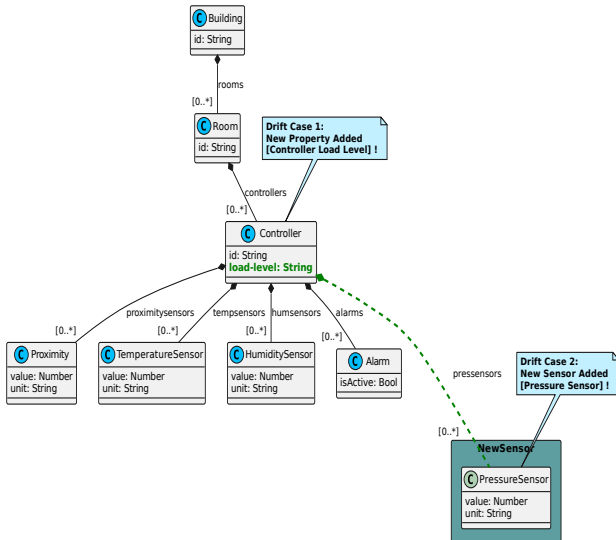 C Building
id: String
rooms
[0..*]
C Room
id: String
Drift Case 1:
New Property Added
[Controller Load Level] !
controllers
[0..*]
C Controller
id: String
load-level: String
proximitysensors
tempsensors
humsensors
alarms
[0..*]
[0..*]
[0..*]
[0..*]
C Proximity
value: Number
unit: String
C TemperatureSensor
value: Number
unit: String
C HumiditySensor
value: Number
unit: String
C Alarm
isActive: Bool
pressensors
Drift Case 2:
New Sensor Added
[Pressure Sensor] !
[0..*]
NewSensor
C PressureSensor
value: Number
unit: String